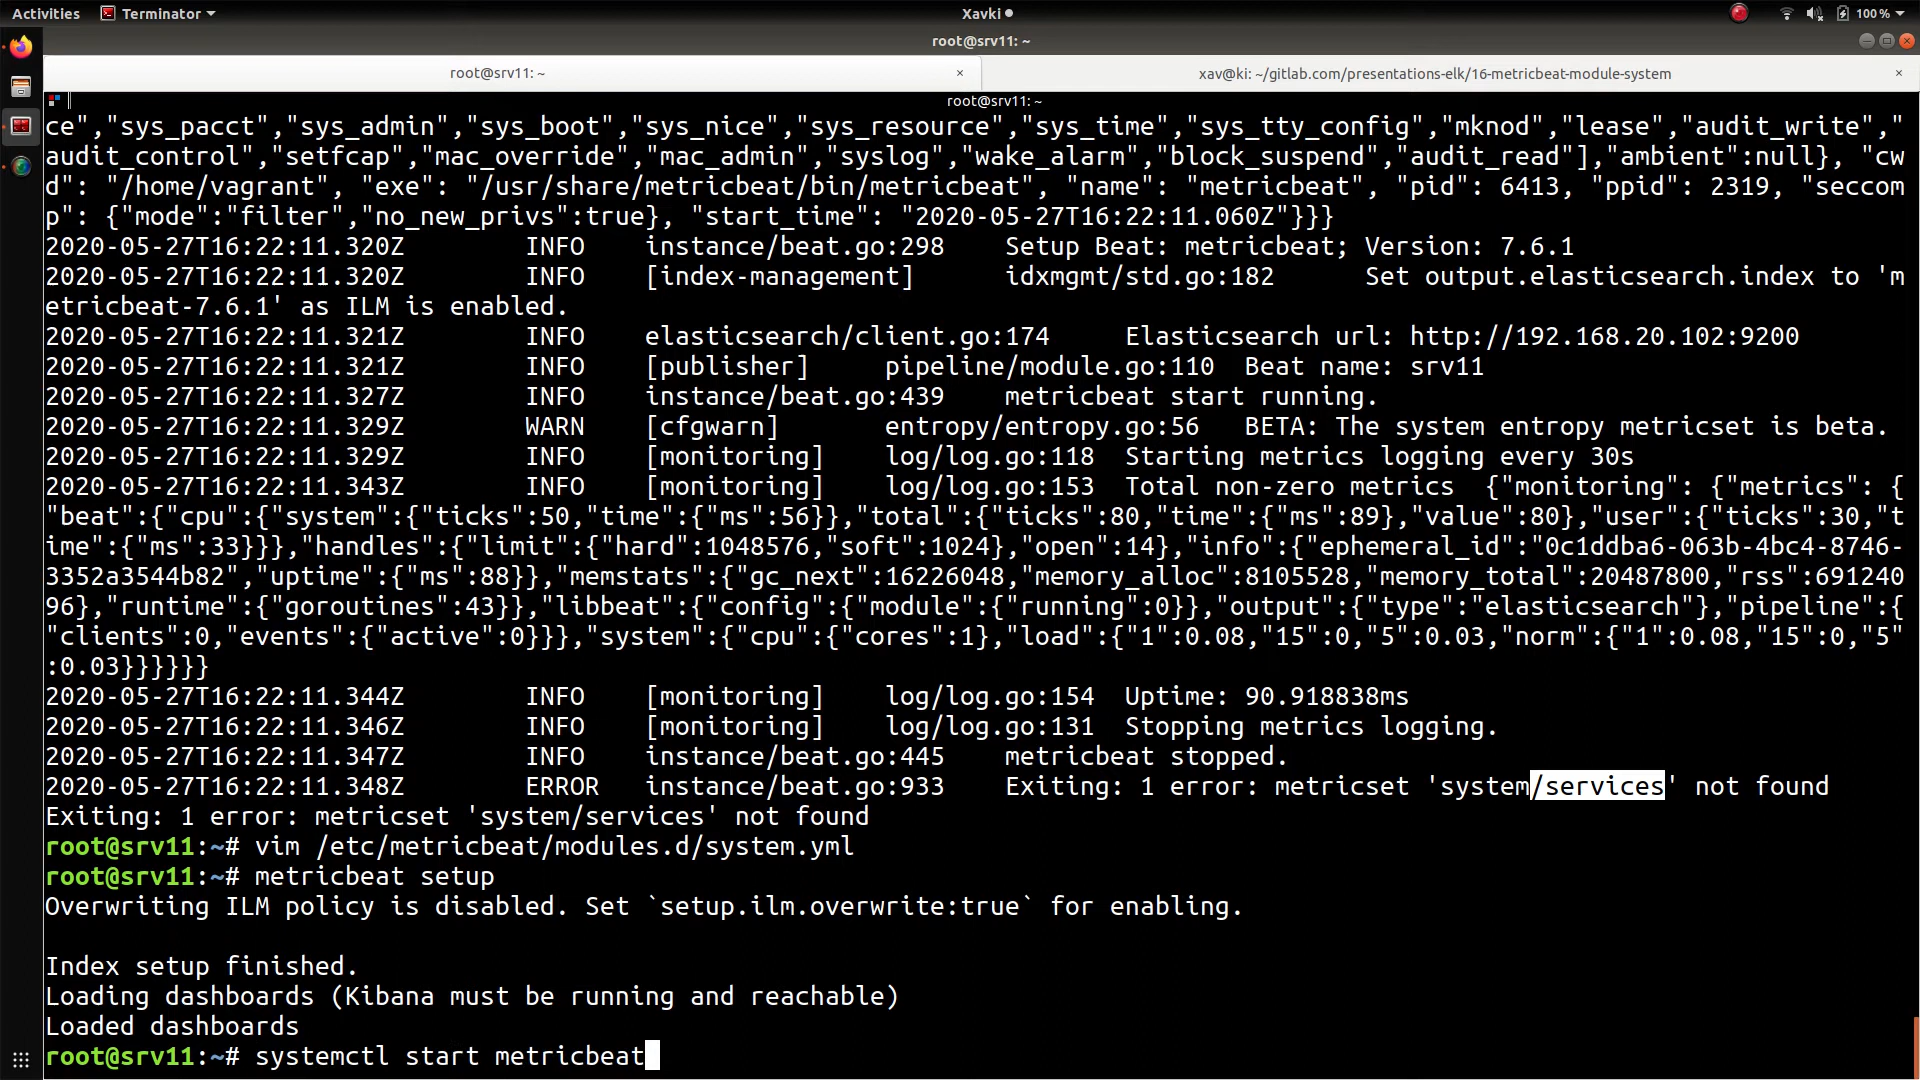 Activities Terminator Xavki 100 %
root@srv11: ~
root@srv11: ~ × xav@ki: ~/gitlab.com/presentations-elk/16-metricbeat-module-system ×
root@srv11: ~
ce","sys_pacct","sys_admin","sys_boot","sys_nice","sys_resource","sys_time","sys_tty_config","mknod","lease","audit_write","
audit_control","setfcap","mac_override","mac_admin","syslog","wake_alarm","block_suspend","audit_read"],"ambient":null}, "cw
d": "/home/vagrant", "exe": "/usr/share/metricbeat/bin/metricbeat", "name": "metricbeat", "pid": 6413, "ppid": 2319, "seccom
p": {"mode":"filter","no_new_privs":true}, "start_time": "2020-05-27T16:22:11.060Z"}}}
2020-05-27T16:22:11.320Z INFO instance/beat.go:298 Setup Beat: metricbeat; Version: 7.6.1
2020-05-27T16:22:11.320Z INFO [index-management] idxmgmt/std.go:182 Set output.elasticsearch.index to 'm
etricbeat-7.6.1' as ILM is enabled.
2020-05-27T16:22:11.321Z INFO elasticsearch/client.go:174 Elasticsearch url: http://192.168.20.102:9200
2020-05-27T16:22:11.321Z INFO [publisher] pipeline/module.go:110 Beat name: srv11
2020-05-27T16:22:11.327Z INFO instance/beat.go:439 metricbeat start running.
2020-05-27T16:22:11.329Z WARN [cfgwarn] entropy/entropy.go:56 BETA: The system entropy metricset is beta.
2020-05-27T16:22:11.329Z INFO [monitoring] log/log.go:118 Starting metrics logging every 30s
2020-05-27T16:22:11.343Z INFO [monitoring] log/log.go:153 Total non-zero metrics {"monitoring": {"metrics": {
"beat":{"cpu":{"system":{"ticks":50,"time":{"ms":56}},"total":{"ticks":80,"time":{"ms":89},"value":80},"user":{"ticks":30,"t
ime":{"ms":33}}},"handles":{"limit":{"hard":1048576,"soft":1024},"open":14},"info":{"ephemeral_id":"0c1ddba6-063b-4bc4-8746-
3352a3544b82","uptime":{"ms":88}},"memstats":{"gc_next":16226048,"memory_alloc":8105528,"memory_total":20487800,"rss":691240
96},"runtime":{"goroutines":43}},"libbeat":{"config":{"module":{"running":0}},"output":{"type":"elasticsearch"},"pipeline":{
"clients":0,"events":{"active":0}}},"system":{"cpu":{"cores":1},"load":{"1":0.08,"15":0,"5":0.03,"norm":{"1":0.08,"15":0,"5"
:0.03}}}}}}
2020-05-27T16:22:11.344Z INFO [monitoring] log/log.go:154 Uptime: 90.918838ms
2020-05-27T16:22:11.346Z INFO [monitoring] log/log.go:131 Stopping metrics logging.
2020-05-27T16:22:11.347Z INFO instance/beat.go:445 metricbeat stopped.
2020-05-27T16:22:11.348Z ERROR instance/beat.go:933 Exiting: 1 error: metricset 'system/services' not found
Exiting: 1 error: metricset 'system/services' not found
root@srv11:~# vim /etc/metricbeat/modules.d/system.yml
root@srv11:~# metricbeat setup
Overwriting ILM policy is disabled. Set `setup.ilm.overwrite:true` for enabling.
Index setup finished.
Loading dashboards (Kibana must be running and reachable)
Loaded dashboards
root@srv11:~# systemctl start metricbeat